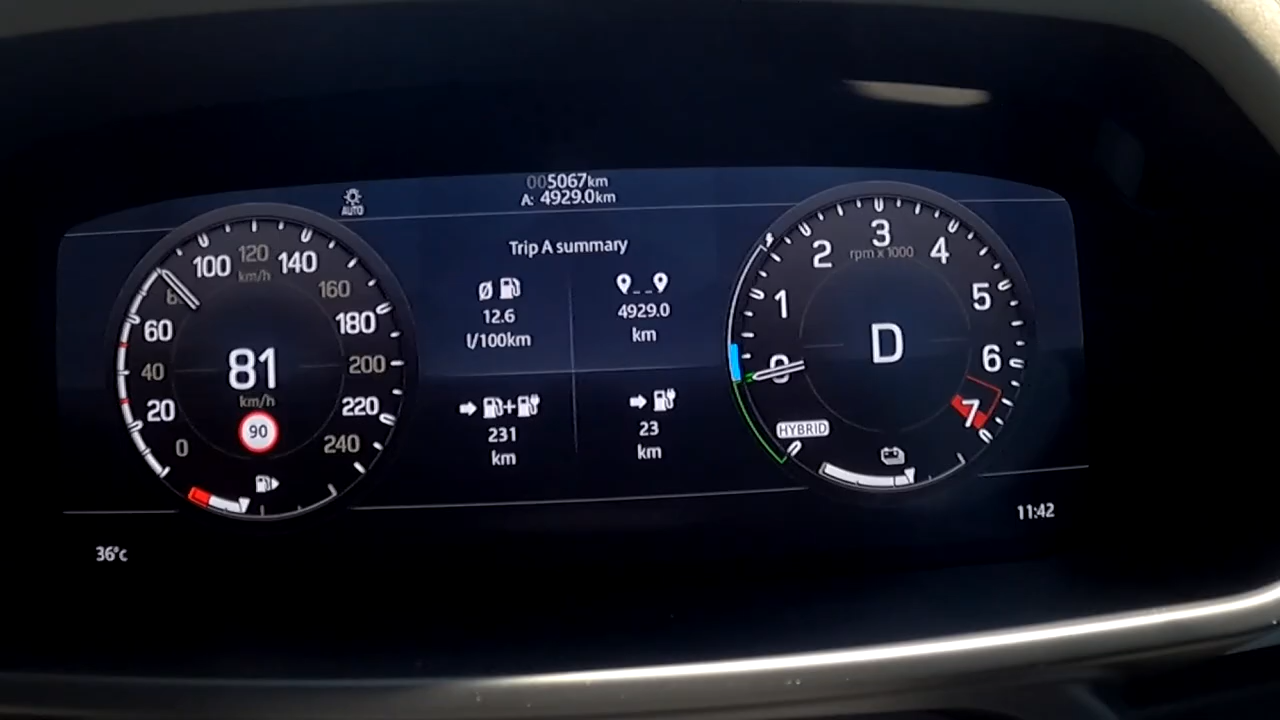 005067km
A: 4929.0km
AUTO
Trip A summary
Ø
12.6
l/100km
4929.0
km
231
km
23
km
0
20
40
60
100
120
140
160
180
200
220
240
km/h
81
km/h
90
0
1
2
3
4
5
6
7
rpm x 1000
D
HYBRID
36°c
11:42